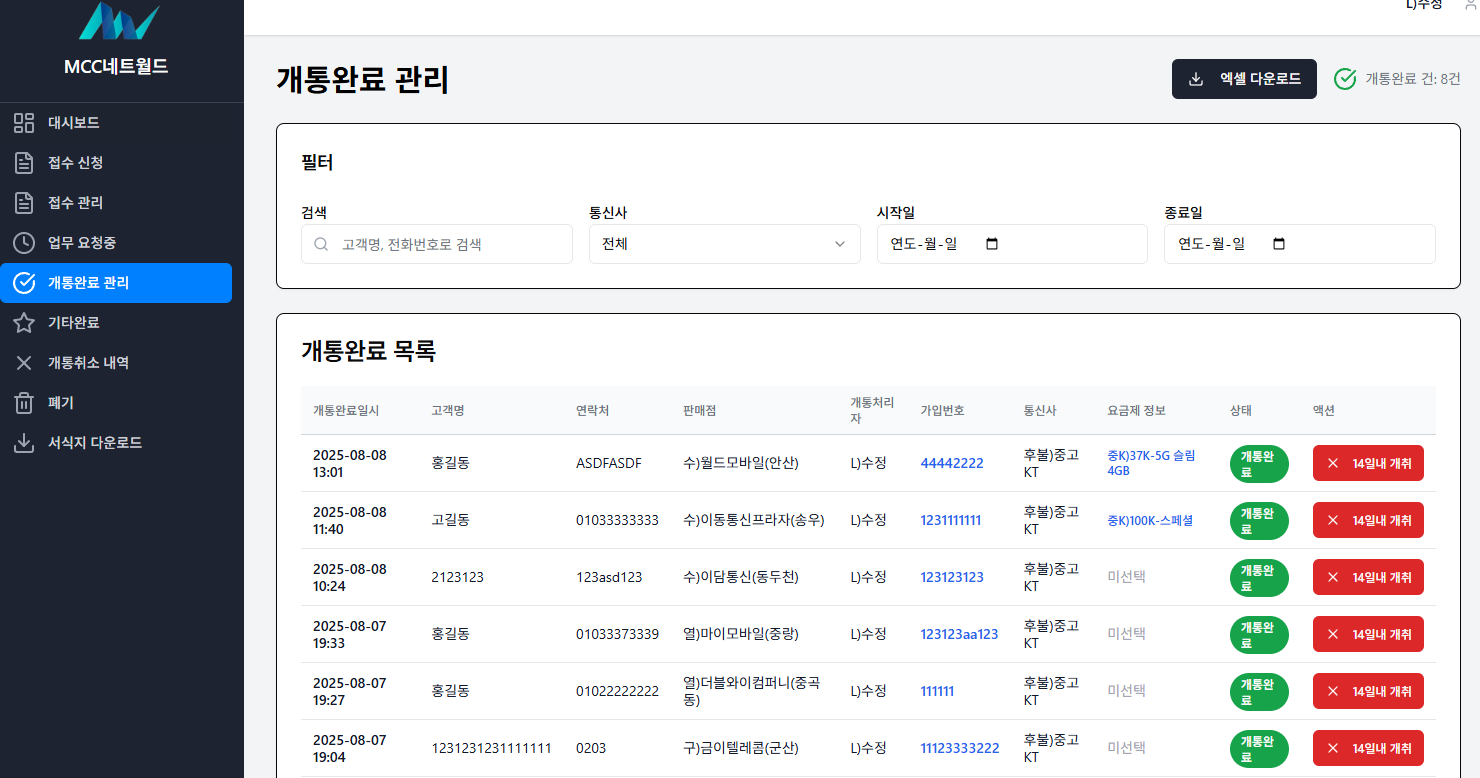 L)수정
MCC네트월드
대시보드
접수 신청
접수 관리
업무 요청중
개통완료 관리
기타완료
개통취소 내역
폐기
서식지 다운로드
개통완료 관리
엑셀 다운로드
개통완료 건: 8건
필터
검색
고객명, 전화번호로 검색
통신사
전체
시작일
연도-월-일
종료일
연도-월-일
개통완료 목록
개통완료일시 고객명 연락처 판매점 개통처리자 가입번호 통신사 요금제 정보 상태 액션
2025-08-08 13:01 홍길동 ASDFASDF 수)월드모바일(안산) L)수정 44442222 후불)중고 KT 중K)37K-5G 슬림 4GB 개통완료 14일내 개취
2025-08-08 11:40 고길동 01033333333 수)이동통신프라자(송우) L)수정 1231111111 후불)중고 KT 중K)100K-스페셜 개통완료 14일내 개취
2025-08-08 10:24 2123123 123asd123 수)이담통신(동두천) L)수정 123123123 후불)중고 KT 미선택 개통완료 14일내 개취
2025-08-07 19:33 홍길동 01033373339 열)마이모바일(중랑) L)수정 123123aa123 후불)중고 KT 미선택 개통완료 14일내 개취
2025-08-07 19:27 홍길동 01022222222 열)더블와이컴퍼니(중곡동) L)수정 111111 후불)중고 KT 미선택 개통완료 14일내 개취
2025-08-07 19:04 1231231231111111 0203 구)금이텔레콤(군산) L)수정 11123333222 후불)중고 KT 미선택 개통완료 14일내 개취